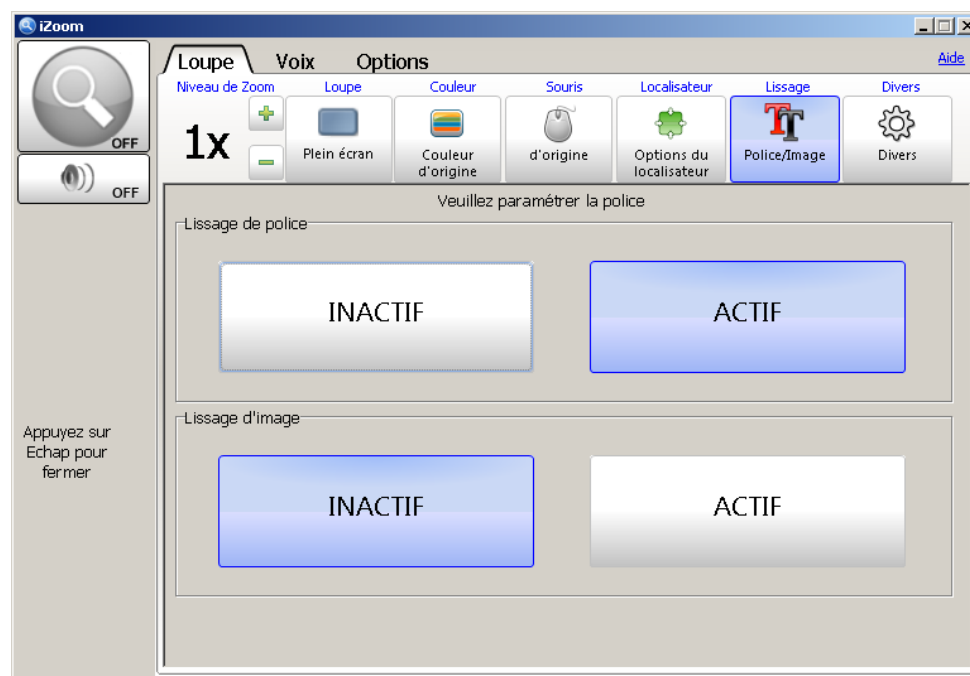 iZoom
OFF
OFF
Loupe Voix Options
Aide
Niveau de Zoom Loupe Couleur Souris Localisateur Lissage Divers
1x
Plein écran
Couleur
d'origine
d'origine
Options du
localisateur
Police/Image
Divers
Veuillez paramétrer la police
Lissage de police
INACTIF ACTIF
Lissage d'image
INACTIF ACTIF
Appuyez sur
Echap pour
fermer